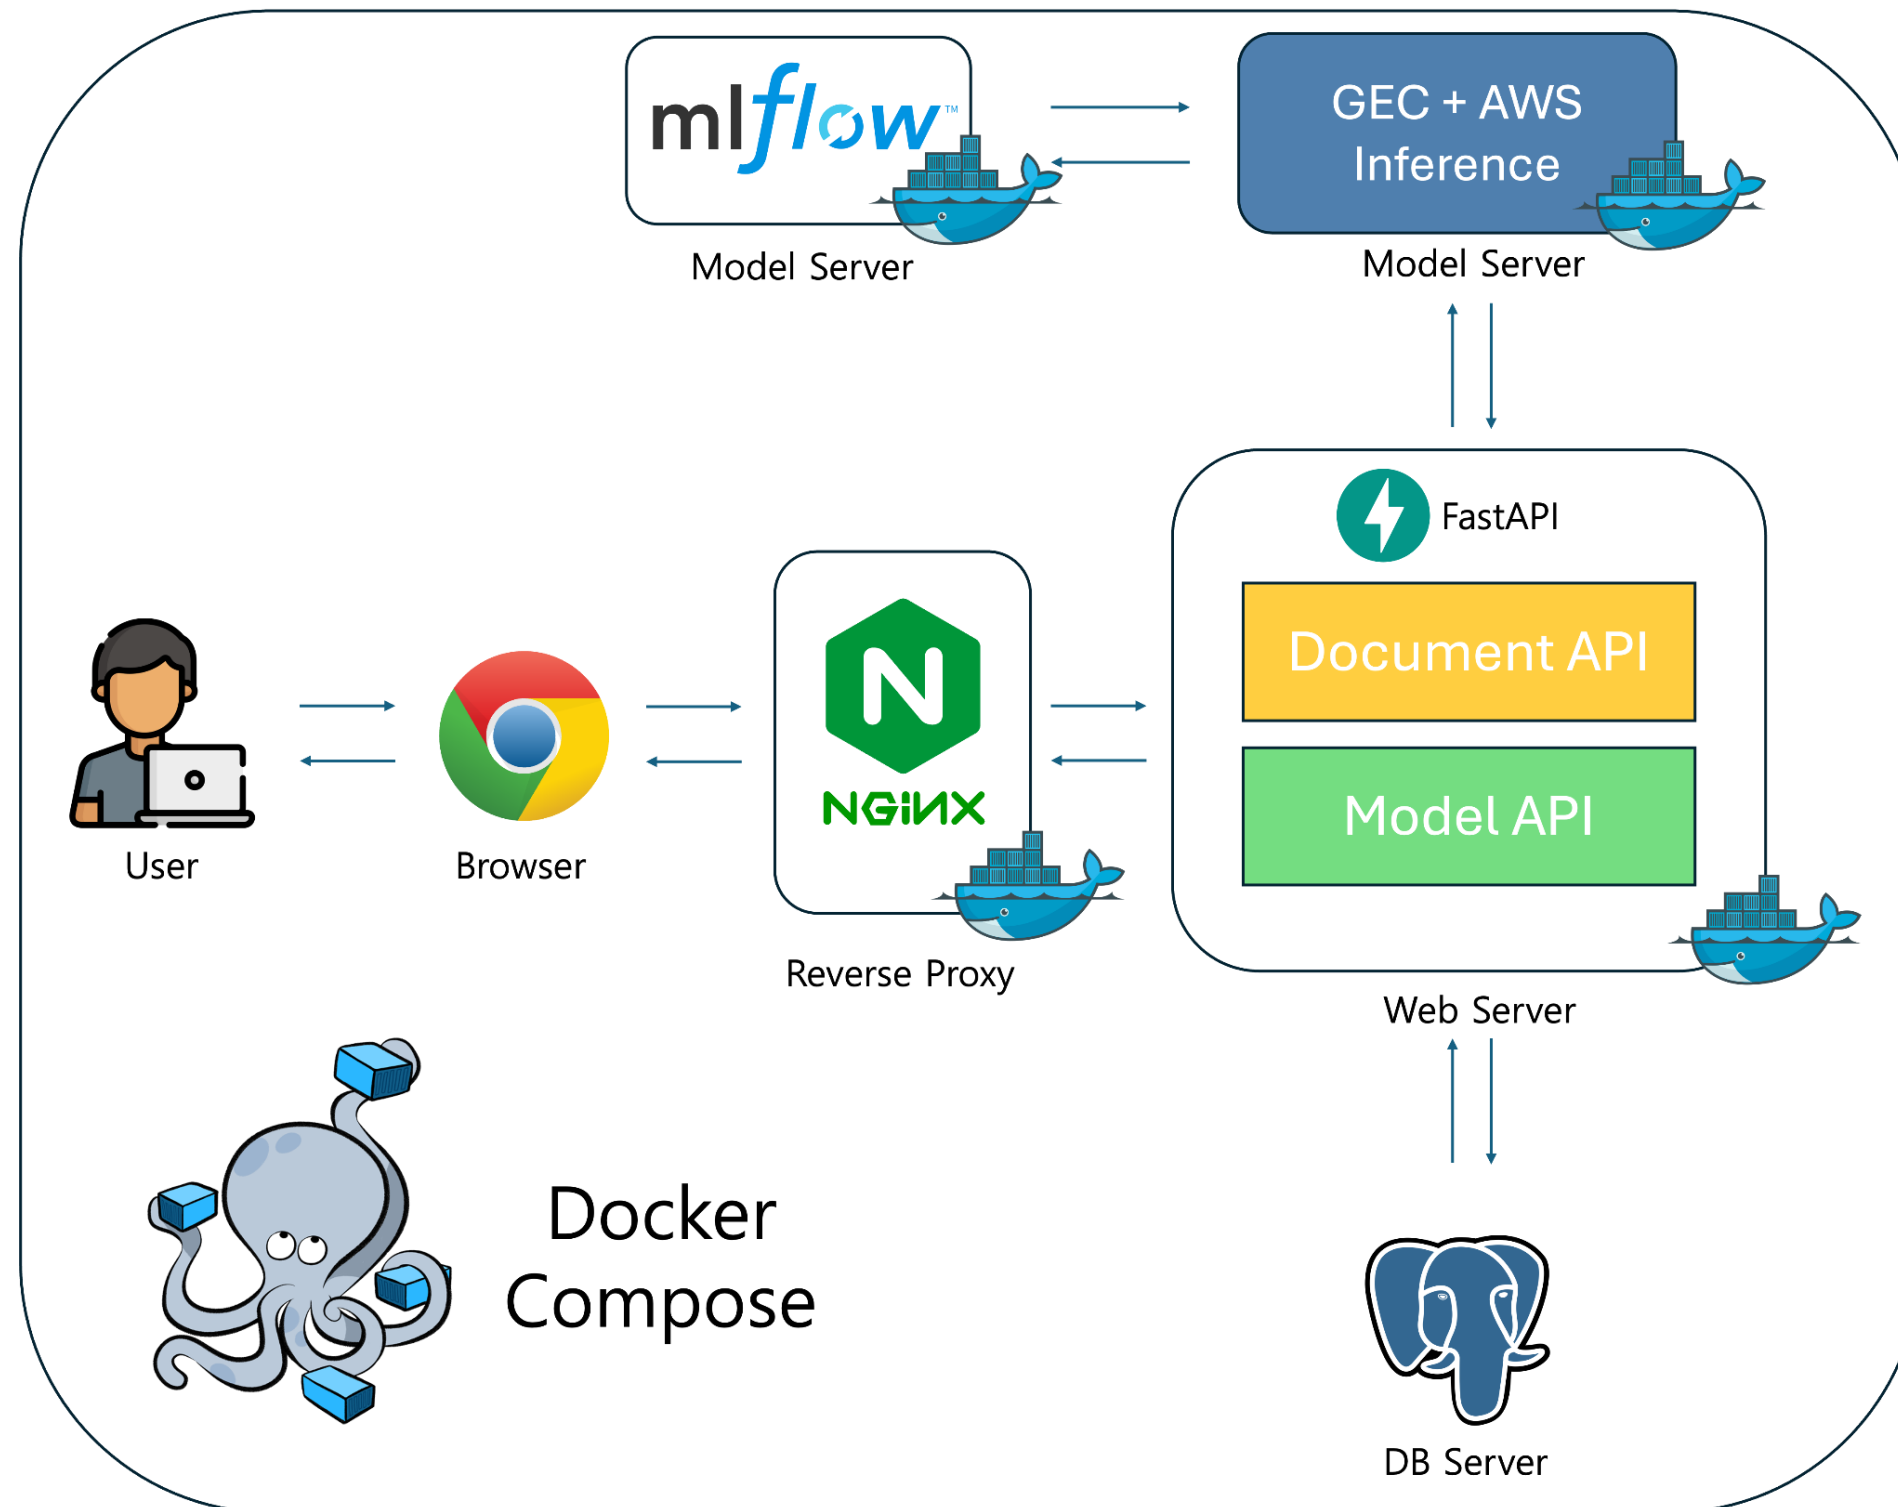 mlflow™
GEC + AWS
Inference
Model Server
Model Server
FastAPI
Document API
Model API
NGINX
User
Browser
Reverse Proxy
Web Server
Docker
Compose
DB Server